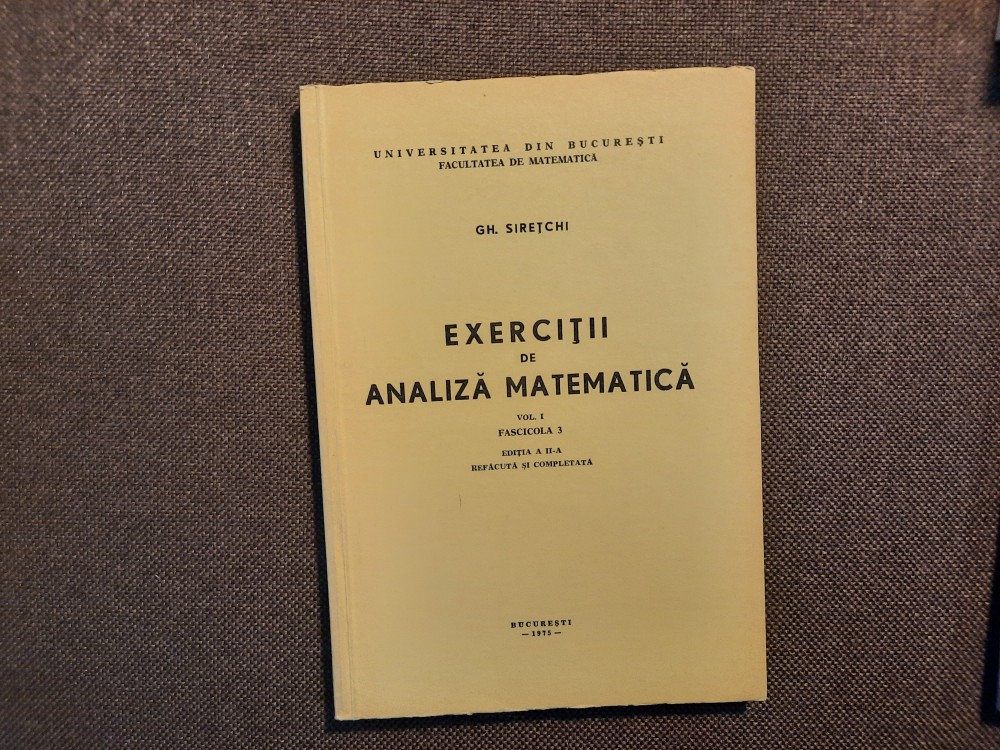 UNIVERSITATEA DIN BUCUREŞTI
FACULTATEA DE MATEMATICĂ
GH. SIREŢCHI
EXERCIŢII
DE
ANALIZĂ MATEMATICĂ
VOL. I
FASCICOLA 3
EDIŢIA A II-A
REFĂCUTĂ ŞI COMPLETATĂ
BUCUREŞTI
— 1975 —